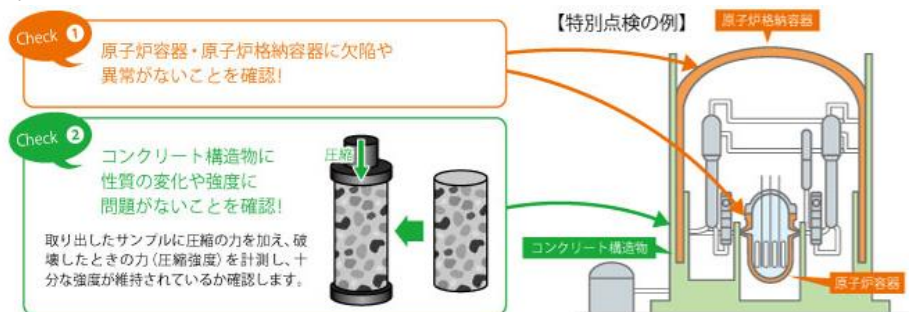 Check 1
原子炉容器・原子炉格納容器に欠陥や
異常がないことを確認!
Check 2
コンクリート構造物に
性質の変化や強度に
問題がないことを確認!
取り出したサンプルに圧縮の力を加え、破
壊したときの力(圧縮強度)を計測し、十
分な強度が維持されているか確認します。
圧縮
【特別点検の例】
原子炉格納容器
コンクリート構造物
原子炉容器